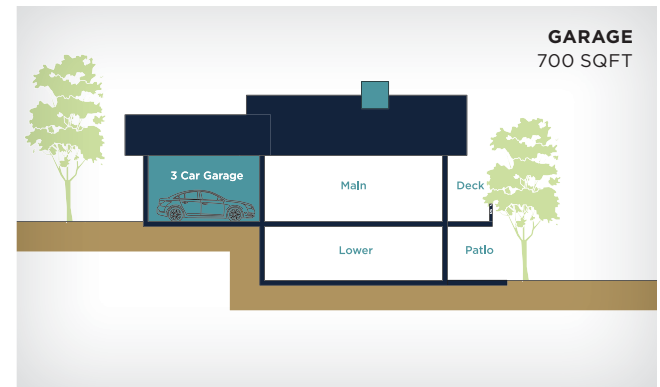 GARAGE
700 SQFT
3 Car Garage
Main
Deck
Lower
Patio